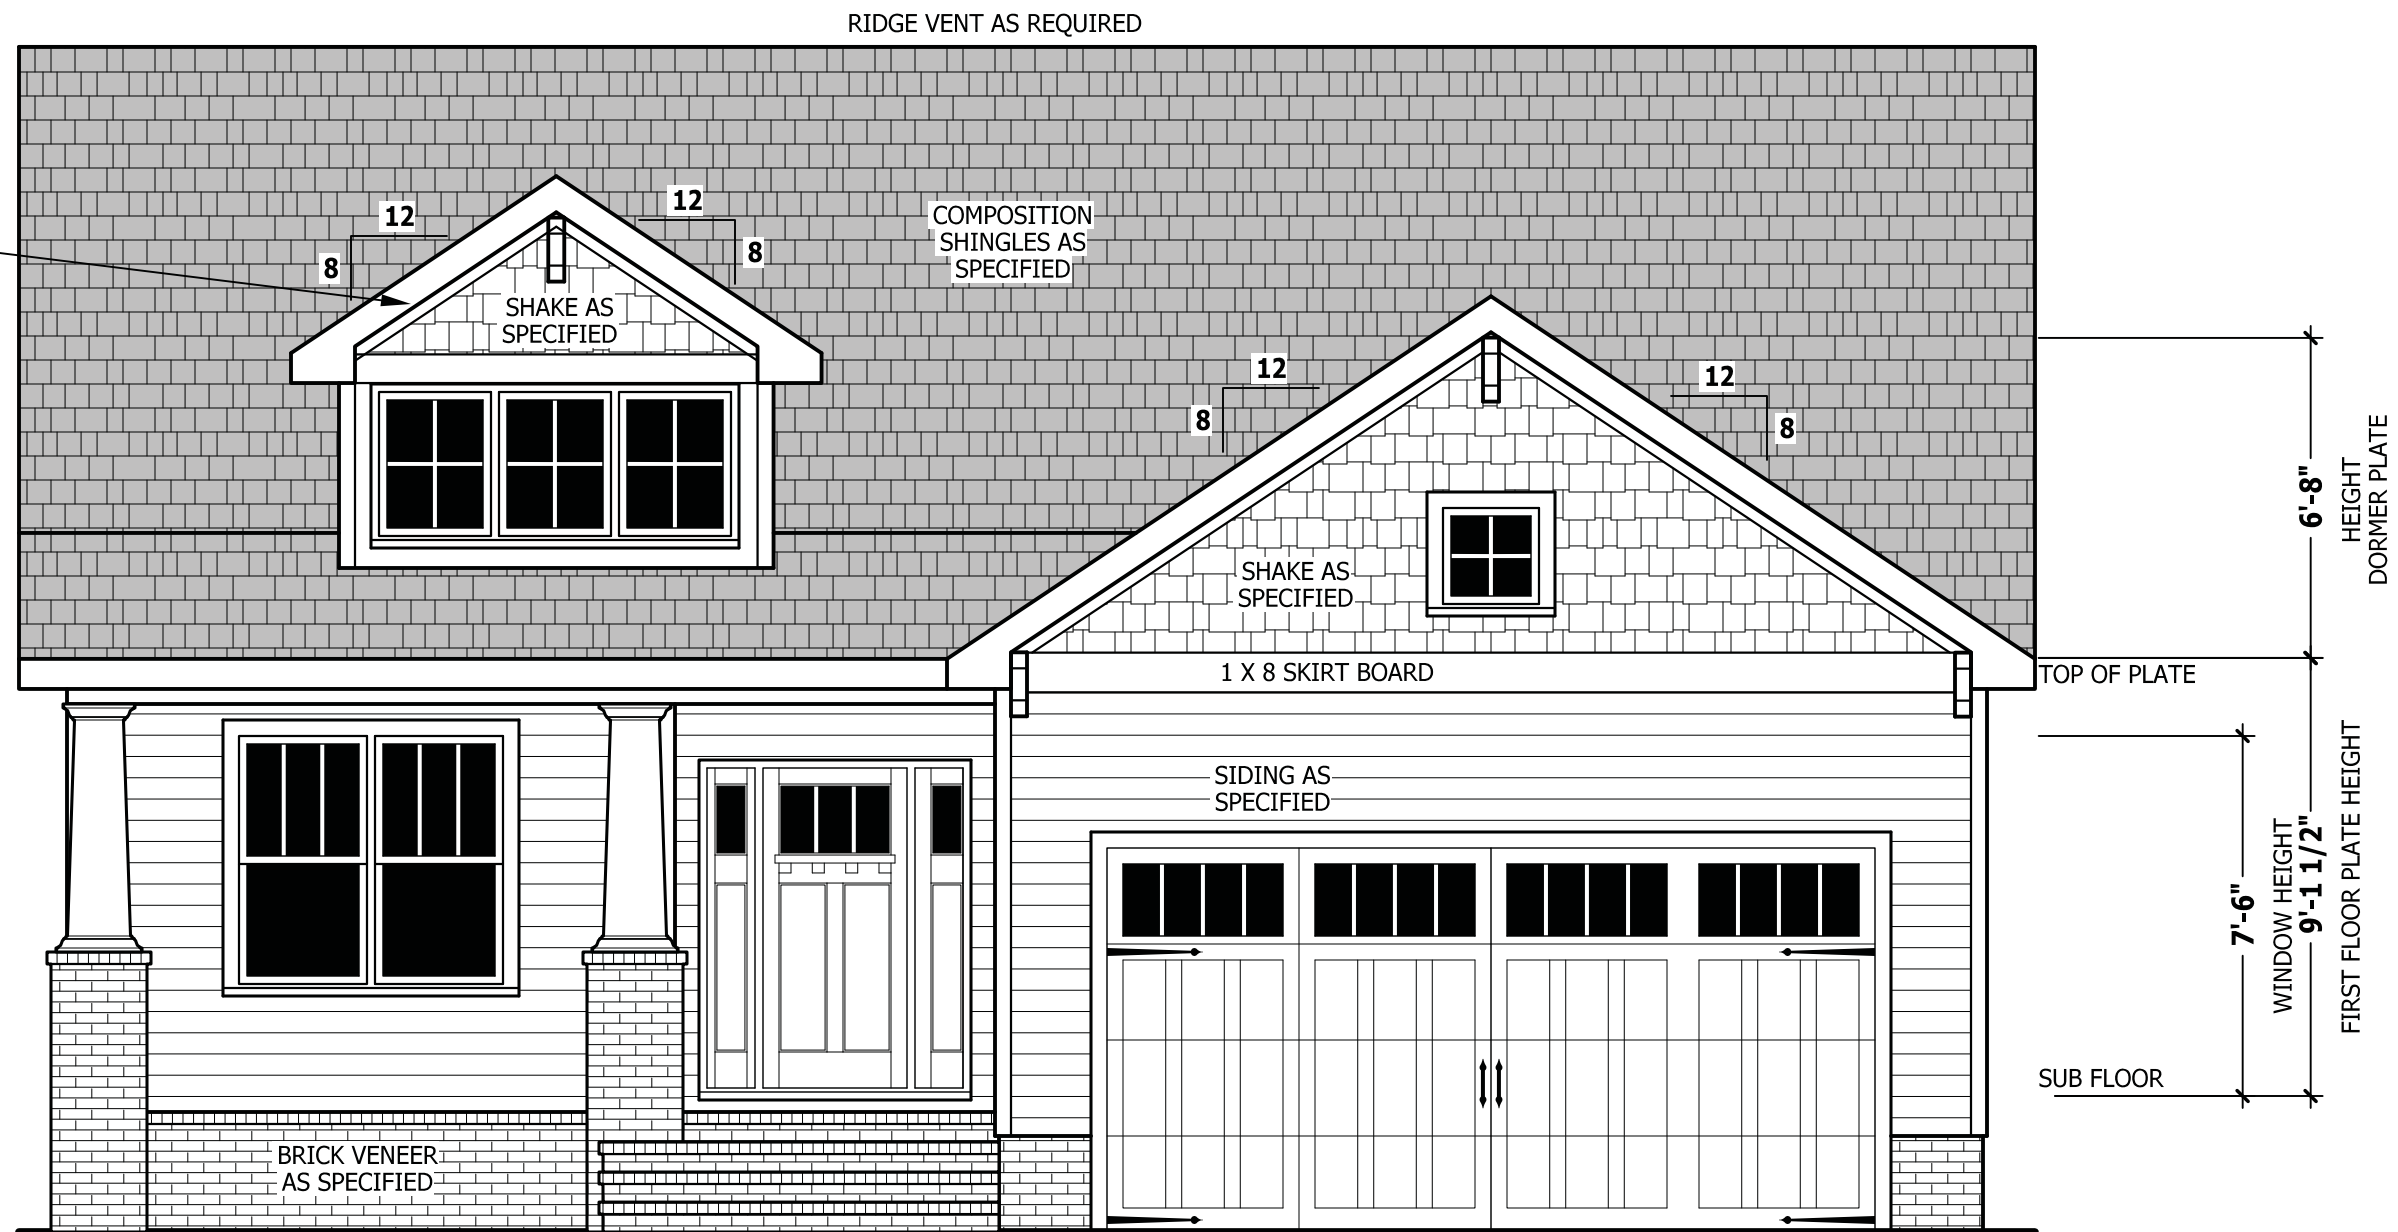 RIDGE VENT AS REQUIRED
12
8
12
8
COMPOSITION
SHINGLES AS
SPECIFIED
SHAKE AS
SPECIFIED
12
8
12
8
SHAKE AS
SPECIFIED
1 X 8 SKIRT BOARD
SIDING AS
SPECIFIED
BRICK VENEER
AS SPECIFIED
6'-8"
HEIGHT
DORMER PLATE
TOP OF PLATE
7'-6"
WINDOW HEIGHT
9'-1 1/2"
FIRST FLOOR PLATE HEIGHT
SUB FLOOR